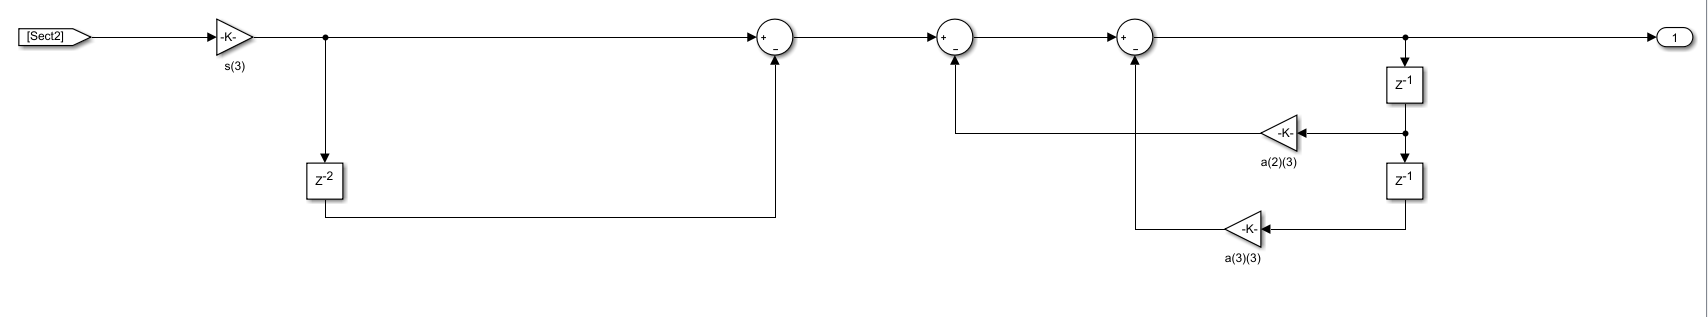 [Sect2]
-K-
s(3)
+
−
+
−
+
−
1
Z-1
-K-
a(2)(3)
Z-2
Z-1
-K-
a(3)(3)